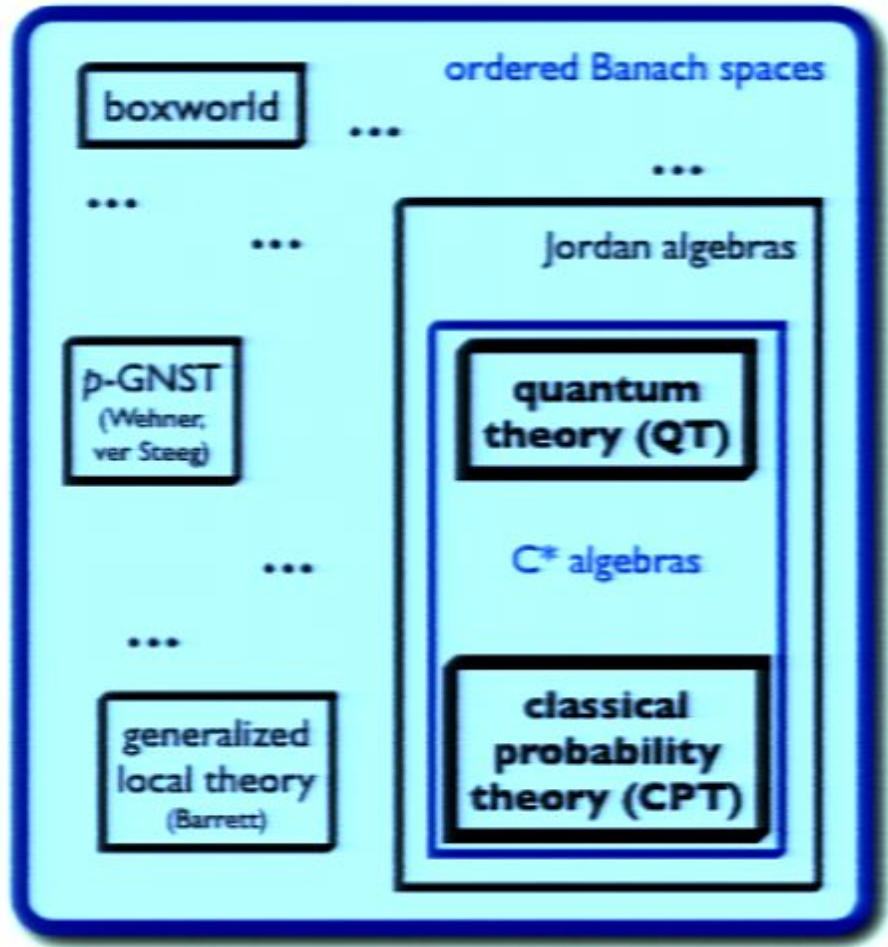 ordered Banach spaces
boxworld
...
...
...
...
Jordan algebras
p-GNST
(Wehner,
ver Steeg)
quantum
theory (QT)
...
C* algebras
...
generalized
local theory
(Barrett)
classical
probability
theory (CPT)